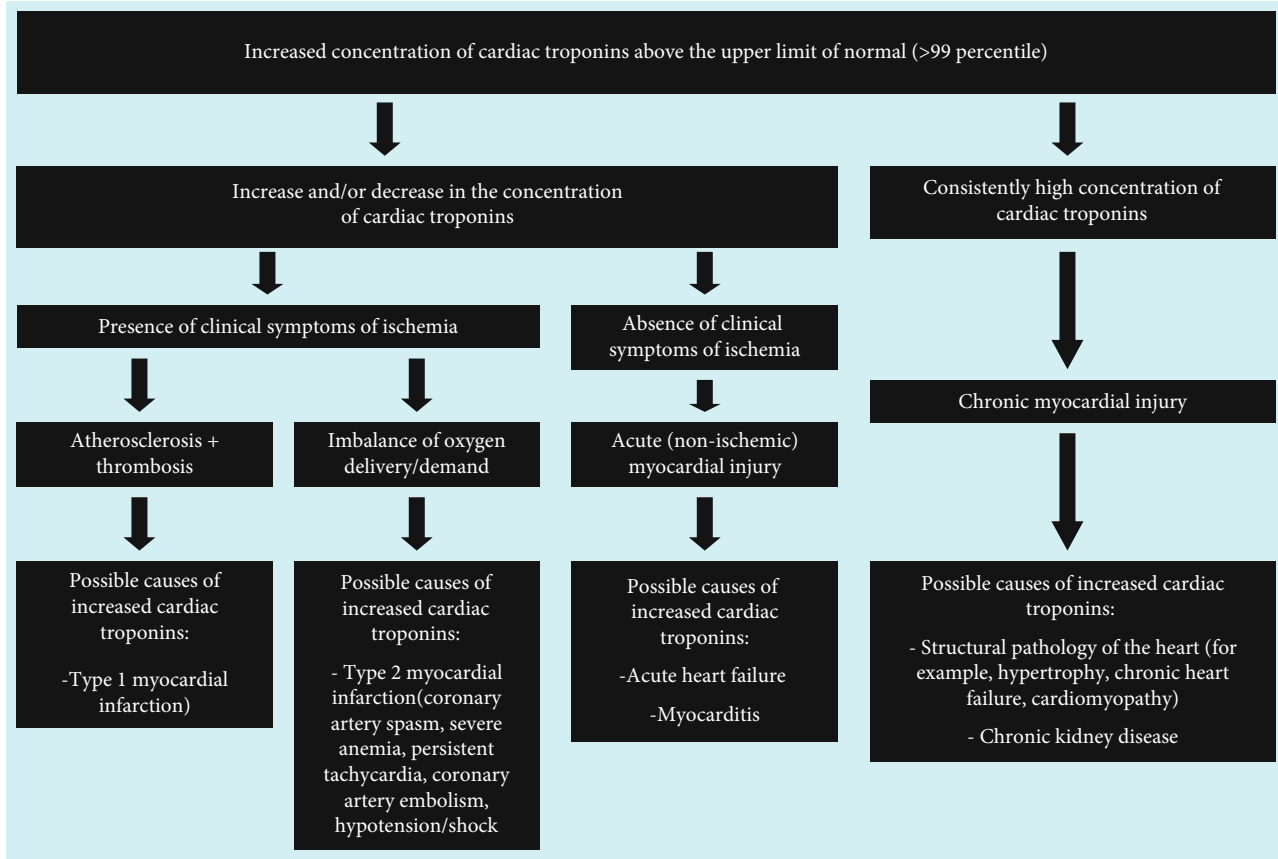 Increased concentration of cardiac troponins above the upper limit of normal (>99 percentile)
Increase and/or decrease in the concentration
of cardiac troponins
Consistently high concentration of
cardiac troponins
Presence of clinical symptoms of ischemia
Absence of clinical
symptoms of ischemia
Chronic myocardial injury
Atherosclerosis +
thrombosis
Imbalance of oxygen
delivery/demand
Acute (non-ischemic)
myocardial injury
Possible causes of
increased cardiac
troponins:
-Type 1 myocardial
infarction)
Possible causes of
increased cardiac
troponins:
- Type 2 myocardial
infarction(coronary
artery spasm, severe
anemia, persistent
tachycardia, coronary
artery embolism,
hypotension/shock
Possible causes of
increased cardiac
troponins:
-Acute heart failure
-Myocarditis
Possible causes of increased cardiac
troponins:
- Structural pathology of the heart (for
example, hypertrophy, chronic heart
failure, cardiomyopathy)
- Chronic kidney disease